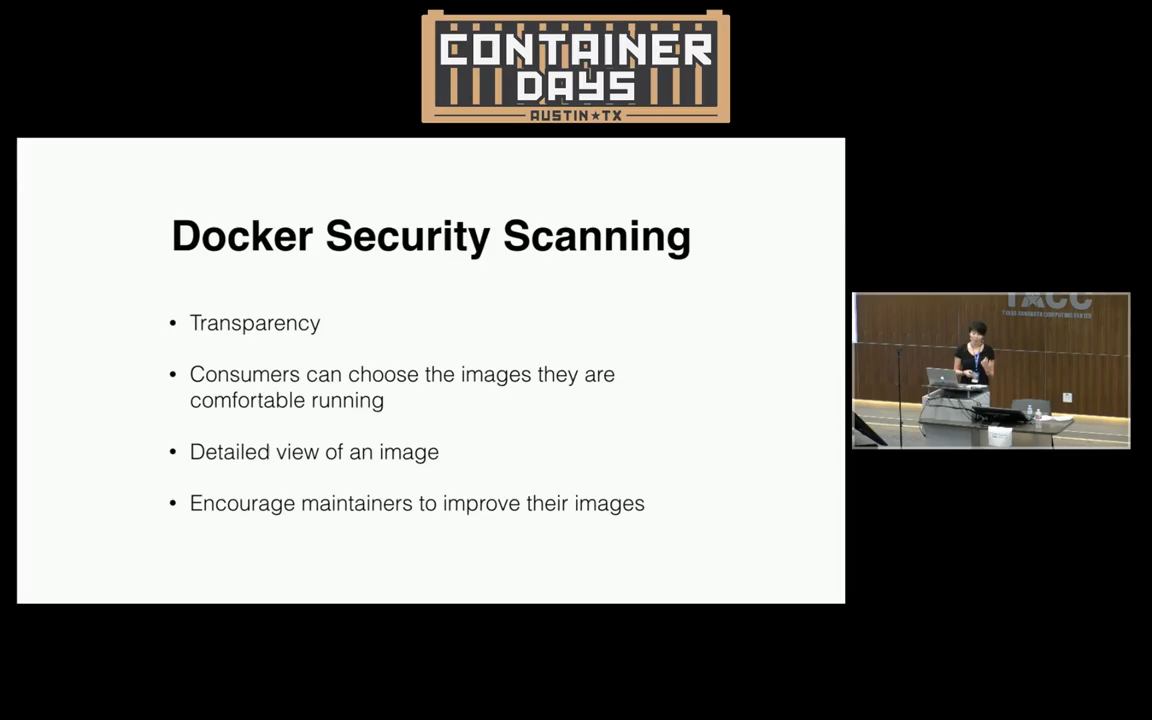 CONTAINER
DAYS
AUSTIN★TX
Docker Security Scanning
• Transparency
• Consumers can choose the images they are
comfortable running
• Detailed view of an image
• Encourage maintainers to improve their images
TACC